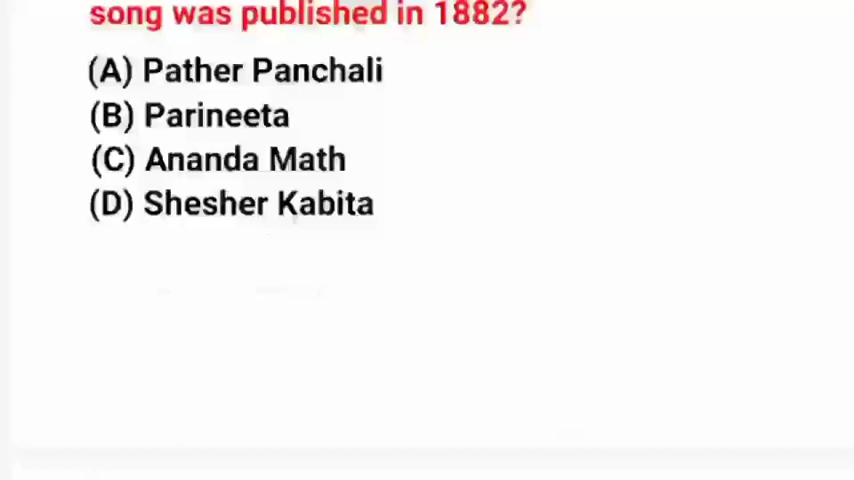 song was published in 1882?
(A) Pather Panchali
(B) Parineeta
(C) Ananda Math
(D) Shesher Kabita